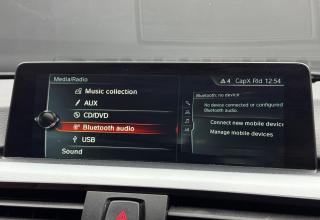 Media/Radio
4 CapX Rld 12:54
Music collection
AUX
CD/DVD
Bluetooth audio
USB
Sound
Bluetooth: no device
No device connected or configured
Bluetooth audio.
Connect new mobile device
Manage mobile devices